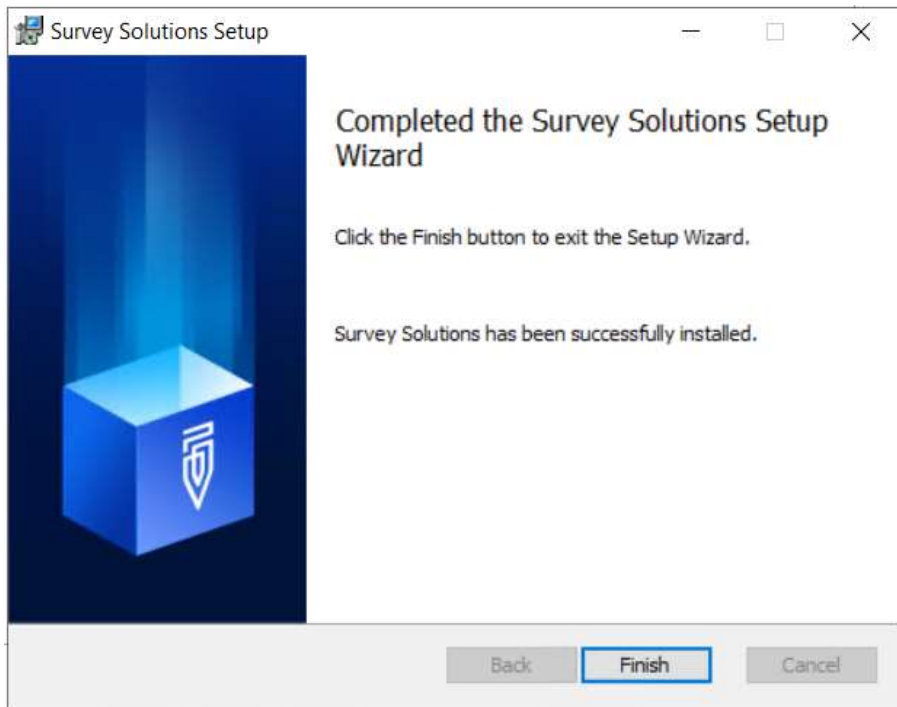 Survey Solutions Setup
Completed the Survey Solutions Setup
Wizard
Click the Finish button to exit the Setup Wizard.
Survey Solutions has been successfully installed.
Back
Finish
Cancel